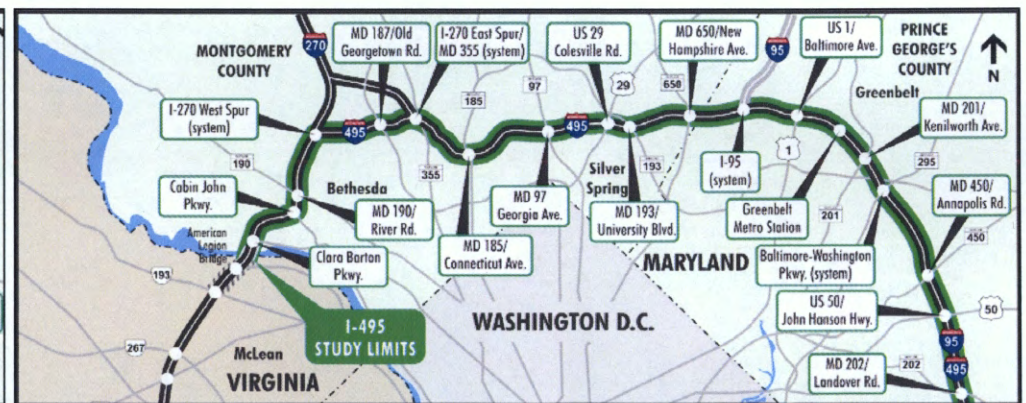 MONTGOMERY
COUNTY
270
MD 187/Old
Georgetown Rd.
I-270 East Spur/
MD 355 (system)
US 29
Colesville Rd.
MD 650/New
Hampshire Ave.
95
US 1/
Baltimore Ave.
PRINCE
GEORGE'S
COUNTY
N
Greenbelt
185
97
29
650
I-270 West Spur
(system)
495
495
MD 201/
Kenilworth Ave.
190
355
Silver
Spring
193
I-95
(system)
1
295
Cabin John
Pkwy.
Bethesda
MD 97
Georgia Ave.
MD 193/
University Blvd.
Greenbelt
Metro Station
201
MD 450/
Annapolis Rd.
American
Legion
Bridge
MD 190/
River Rd.
MD 185/
Connecticut Ave.
450
193
Clara Barton
Pkwy.
MARYLAND
Baltimore-Washington
Pkwy. (system)
US 50/
John Hanson Hwy.
50
I-495
STUDY LIMITS
WASHINGTON D.C.
95
267
McLean
VIRGINIA
MD 202/
Landover Rd.
202
495